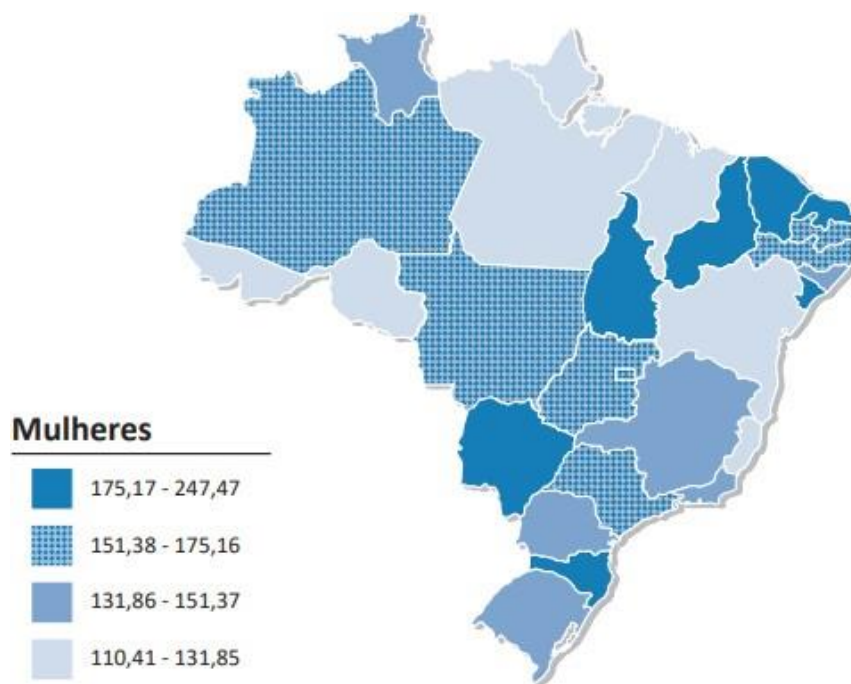 Mulheres
175,17 - 247,47
151,38 - 175,16
131,86 - 151,37
110,41 - 131,85